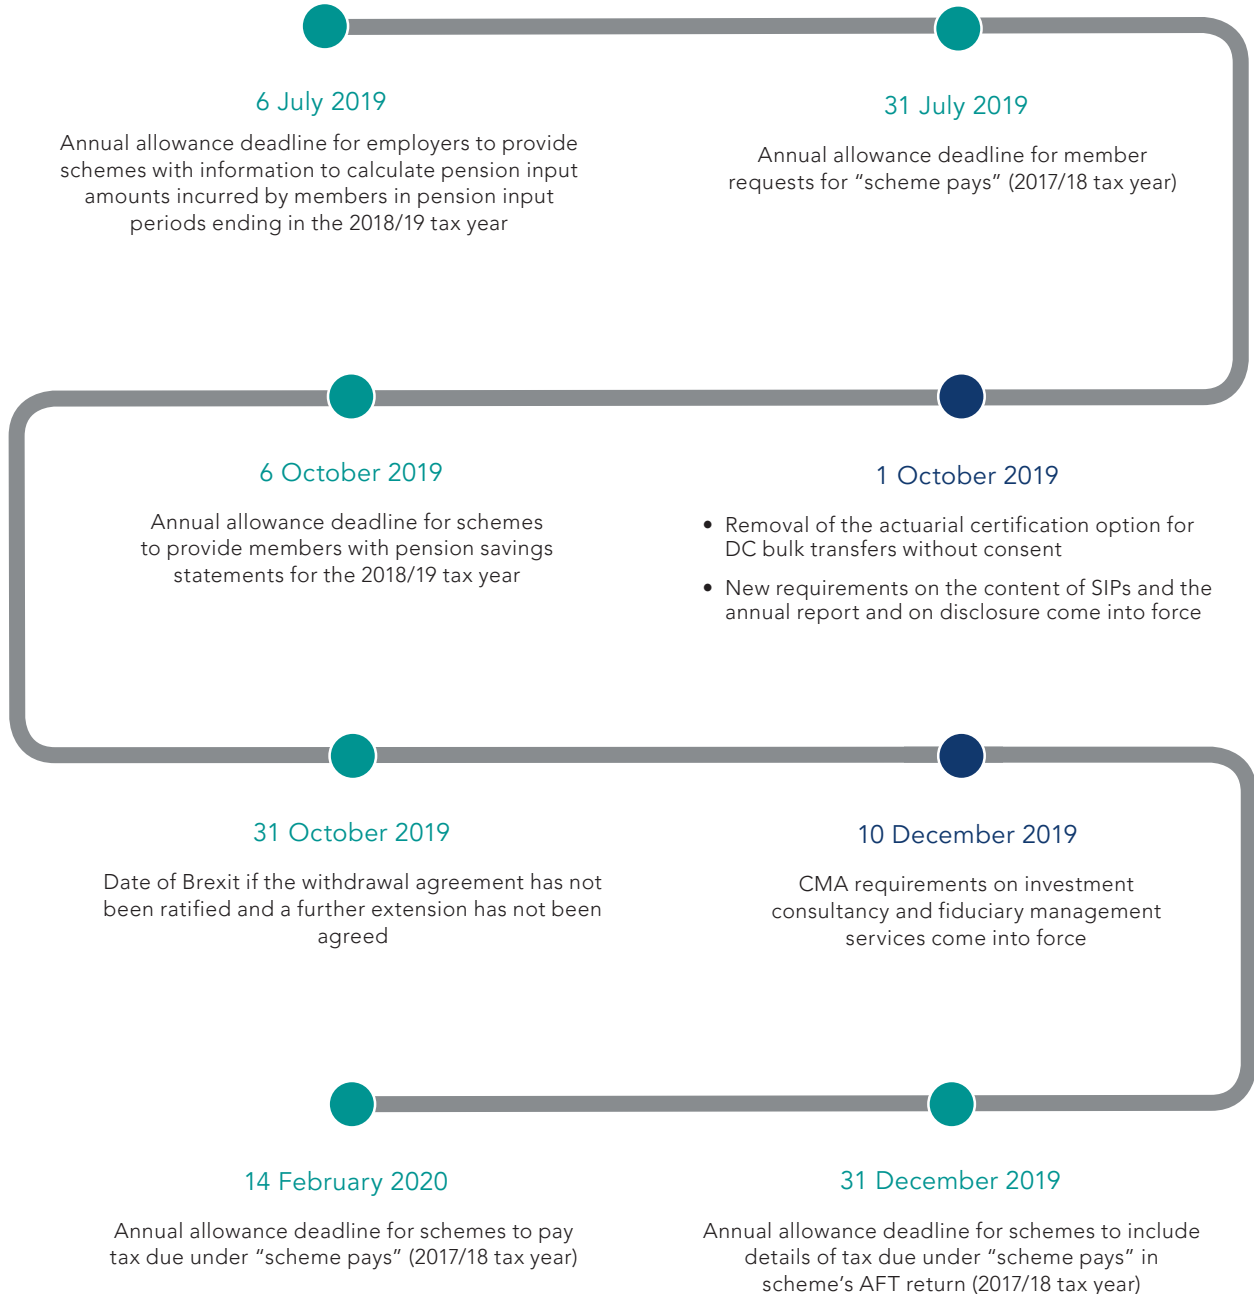 6 July 2019
Annual allowance deadline for employers to provide
schemes with information to calculate pension input
amounts incurred by members in pension input
periods ending in the 2018/19 tax year
31 July 2019
Annual allowance deadline for member
requests for “scheme pays” (2017/18 tax year)
1 October 2019
• Removal of the actuarial certification option for
DC bulk transfers without consent
• New requirements on the content of SIPs and the
annual report and on disclosure come into force
6 October 2019
Annual allowance deadline for schemes
to provide members with pension savings
statements for the 2018/19 tax year
31 October 2019
Date of Brexit if the withdrawal agreement has not
been ratified and a further extension has not been
agreed
10 December 2019
CMA requirements on investment
consultancy and fiduciary management
services come into force
31 December 2019
Annual allowance deadline for schemes to include
details of tax due under “scheme pays” in
scheme’s AFT return (2017/18 tax year)
14 February 2020
Annual allowance deadline for schemes to pay
tax due under “scheme pays” (2017/18 tax year)